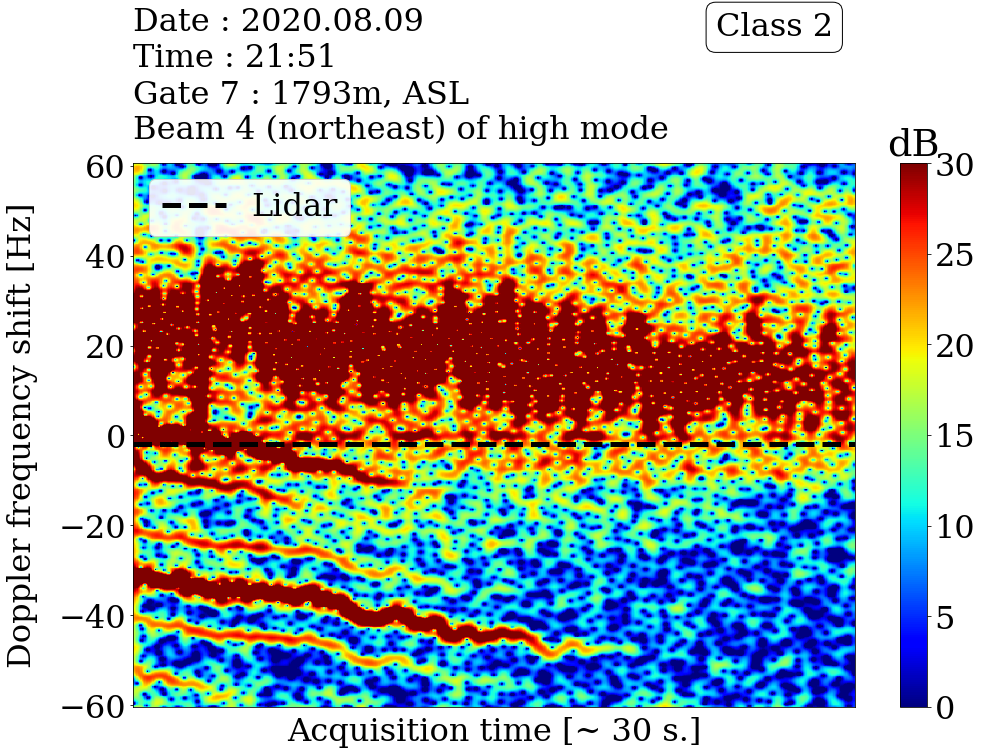 Date : 2020.08.09
Time : 21:51
Gate 7 : 1793m, ASL
Beam 4 (northeast) of high mode
Class 2
dB
Lidar
Doppler frequency shift [Hz]
60
40
20
0
−20
−40
−60
30
25
20
15
10
5
0
Acquisition time [~ 30 s.]